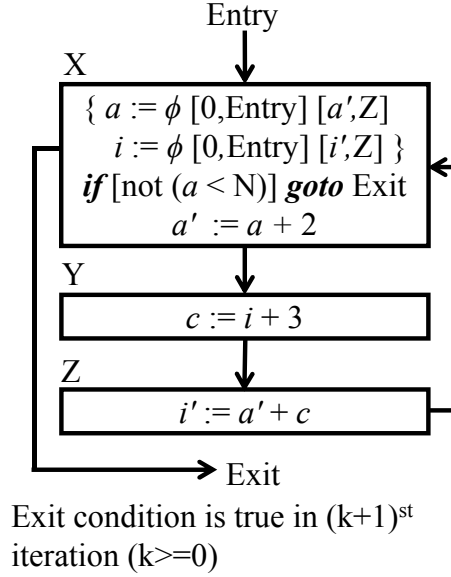 Entry
X
{ a := ϕ [0,Entry] [a′,Z]
i := ϕ [0,Entry] [i′,Z] }
if [not (a < N)] goto Exit
a′ := a + 2
Y
c := i + 3
Z
i′ := a′ + c
Exit
Exit condition is true in (k+1)st
iteration (k>=0)